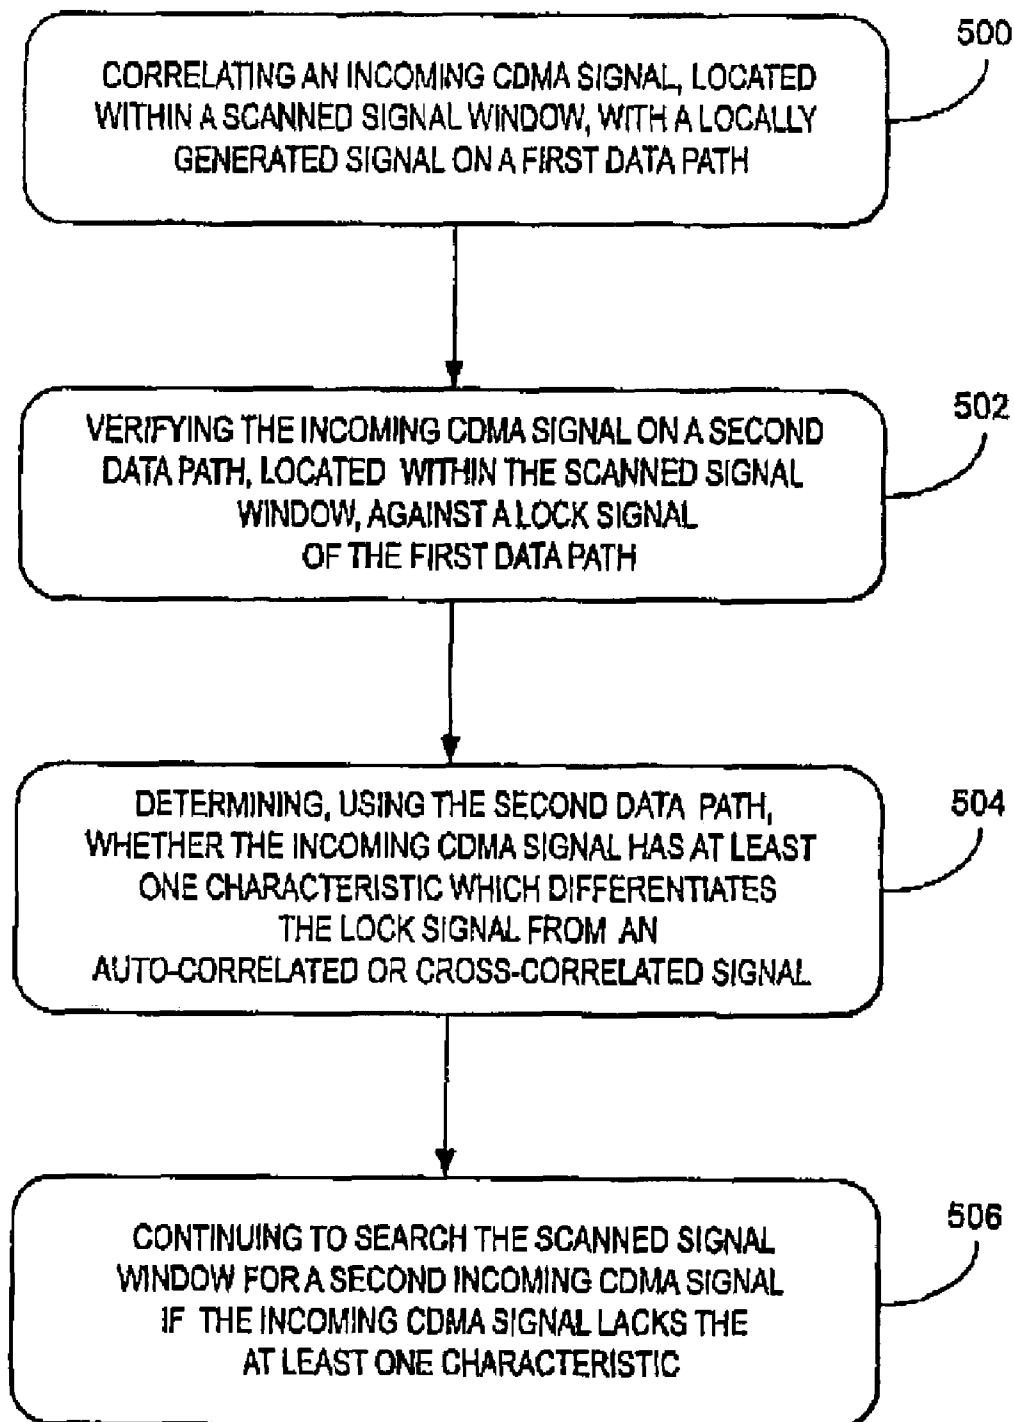 500
CORRELATING AN INCOMING CDMA SIGNAL, LOCATED
WITHIN A SCANNED SIGNAL WINDOW, WITH A LOCALLY
GENERATED SIGNAL ON A FIRST DATA PATH
502
VERIFYING THE INCOMING CDMA SIGNAL ON A SECOND
DATA PATH, LOCATED WITHIN THE SCANNED SIGNAL
WINDOW, AGAINST A LOCK SIGNAL
OF THE FIRST DATA PATH
504
DETERMINING, USING THE SECOND DATA PATH,
WHETHER THE INCOMING CDMA SIGNAL HAS AT LEAST
ONE CHARACTERISTIC WHICH DIFFERENTIATES
THE LOCK SIGNAL FROM AN
AUTO-CORRELATED OR CROSS-CORRELATED SIGNAL
506
CONTINUING TO SEARCH THE SCANNED SIGNAL
WINDOW FOR A SECOND INCOMING CDMA SIGNAL
IF THE INCOMING CDMA SIGNAL LACKS THE
AT LEAST ONE CHARACTERISTIC